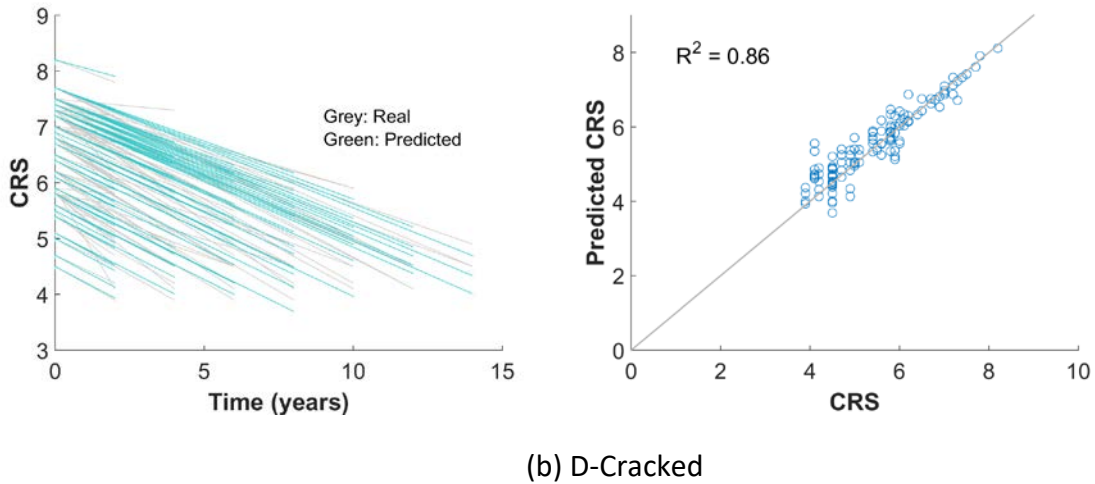 9
8
7
6
5
4
3
CRS
Grey: Real
Green: Predicted
0 5 10 15
Time (years)
8
6
4
2
0
Predicted CRS
R² = 0.86
0 2 4 6 8 10
CRS
(b) D-Cracked